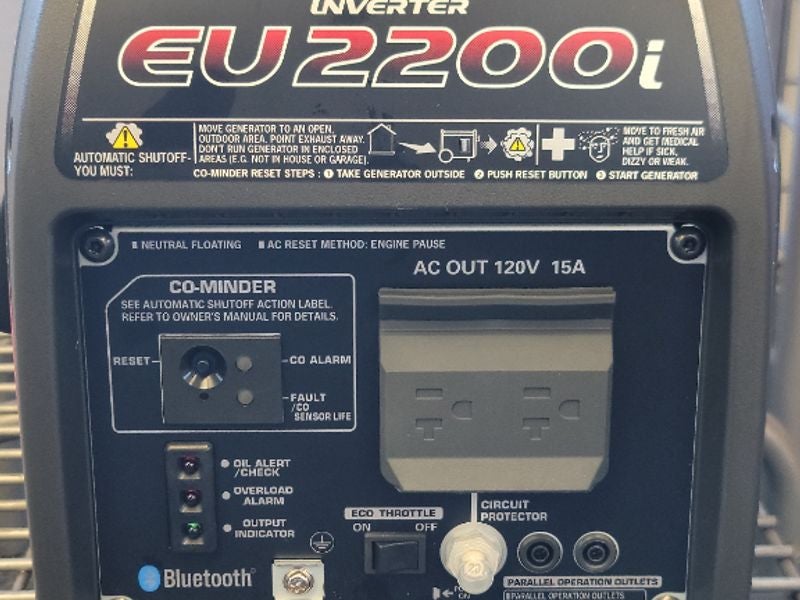 INVERTER
EU2200i
AUTOMATIC SHUTOFF-
YOU MUST:
MOVE GENERATOR TO AN OPEN,
OUTDOOR AREA. POINT EXHAUST AWAY.
DON'T RUN GENERATOR IN ENCLOSED
AREAS (E.G. NOT IN HOUSE OR GARAGE).
MOVE TO FRESH AIR
AND GET MEDICAL
HELP IF SICK,
DIZZY OR WEAK.
CO-MINDER RESET STEPS : ❶ TAKE GENERATOR OUTSIDE ❷ PUSH RESET BUTTON ❸ START GENERATOR
NEUTRAL FLOATING
AC RESET METHOD: ENGINE PAUSE
CO-MINDER
SEE AUTOMATIC SHUTOFF ACTION LABEL.
REFER TO OWNER'S MANUAL FOR DETAILS.
RESET
CO ALARM
FAULT
/CO
SENSOR LIFE
AC OUT 120V 15A
OIL ALERT
/CHECK
OVERLOAD
ALARM
OUTPUT
INDICATOR
Bluetooth®
ECO THROTTLE
ON OFF
CIRCUIT
PROTECTOR
20
ON
PARALLEL OPERATION OUTLETS
PARALLEL OPERATION OUTLETS